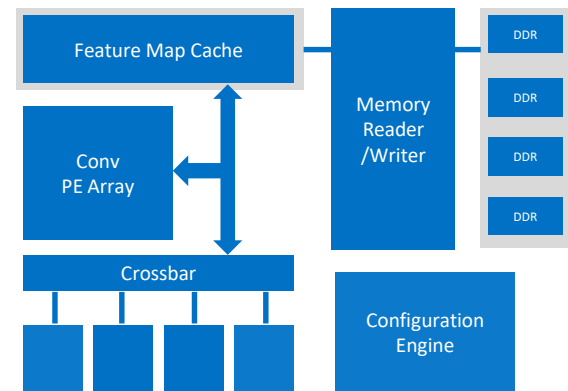 Feature Map Cache
Memory
Reader
/Writer
DDR
DDR
DDR
DDR
Conv
PE Array
Crossbar
Configuration
Engine